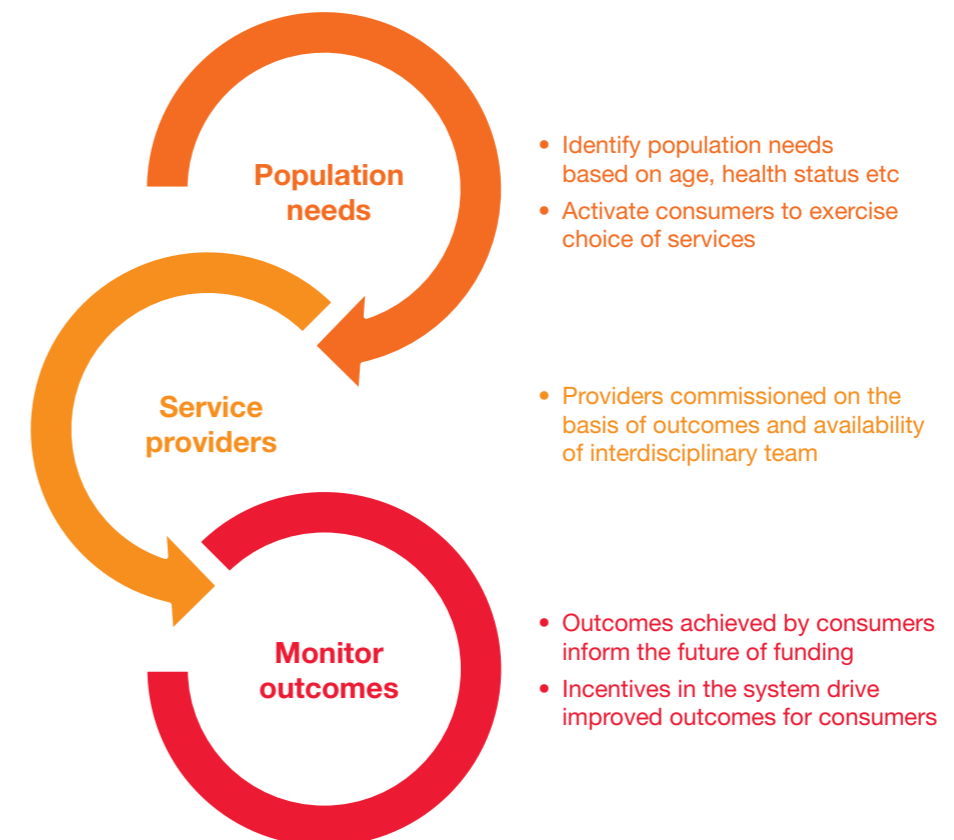 Population
needs
• Identify population needs
based on age, health status etc
• Activate consumers to exercise
choice of services
Service
providers
• Providers commissioned on the
basis of outcomes and availability
of interdisciplinary team
Monitor
outcomes
• Outcomes achieved by consumers
inform the future of funding
• Incentives in the system drive
improved outcomes for consumers